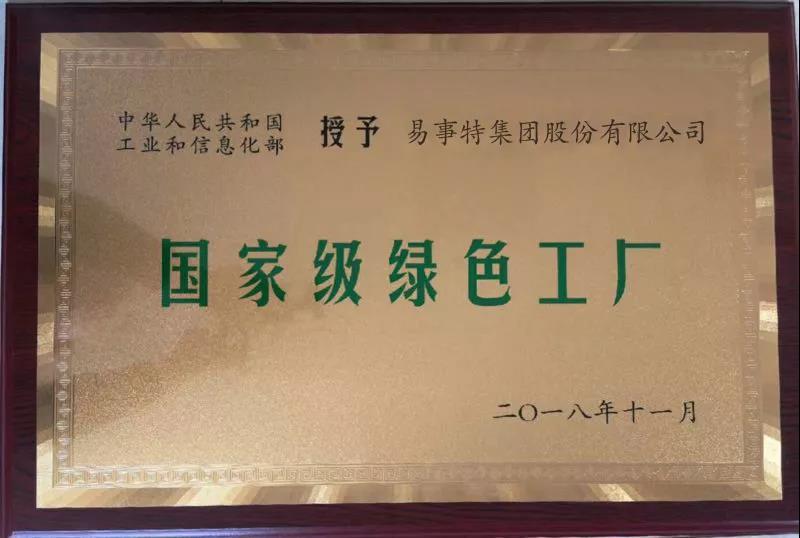 中华人民共和国
工业和信息化部
授予 易事特集团股份有限公司
国家级绿色工厂
二〇一八年十一月